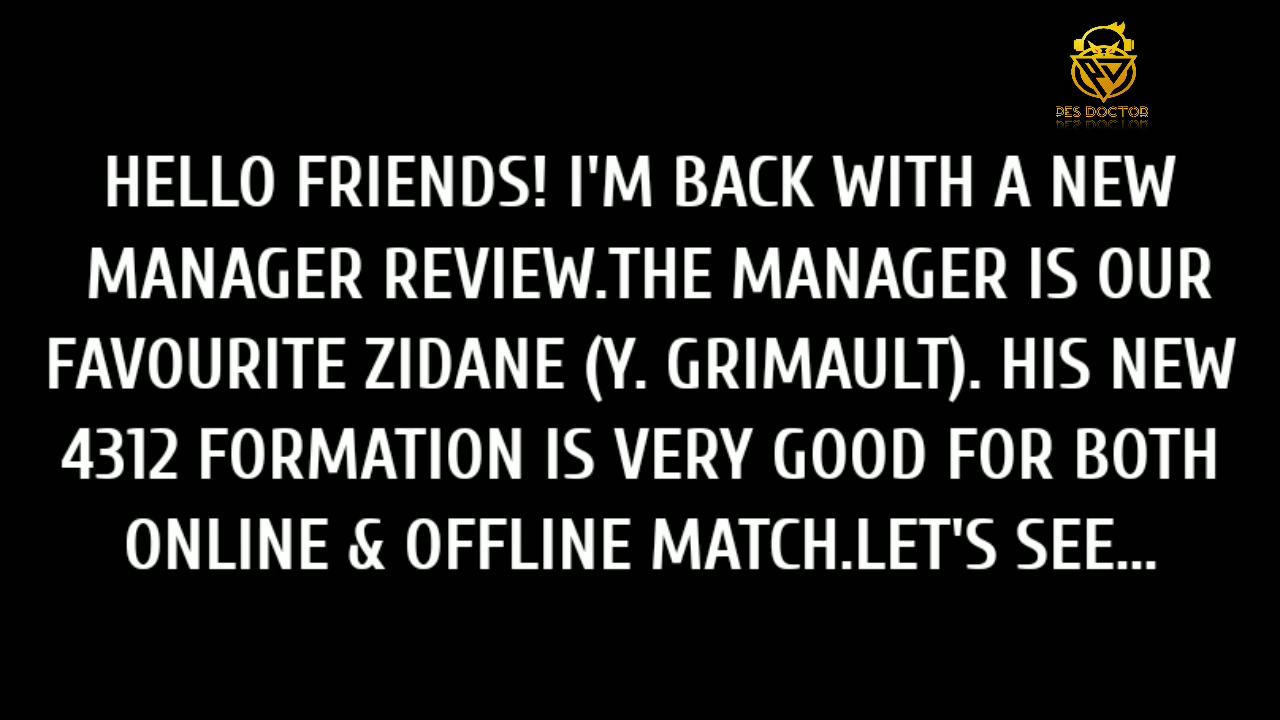 PES DOCTOR
HELLO FRIENDS! I'M BACK WITH A NEW
MANAGER REVIEW.THE MANAGER IS OUR
FAVOURITE ZIDANE (Y. GRIMAULT). HIS NEW
4312 FORMATION IS VERY GOOD FOR BOTH
ONLINE & OFFLINE MATCH.LET'S SEE...